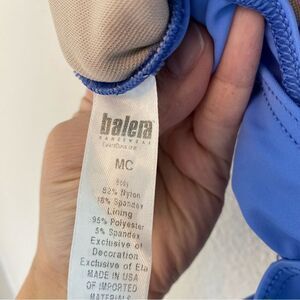 balera
DANCEWEAR
MC
Body
82% Nylon
18% Spandex
Lining
95% Polyester
5% Spandex
Exclusive of
Decoration
Exclusive of Ela
MADE IN USA
OF IMPORTED
MATERIALS